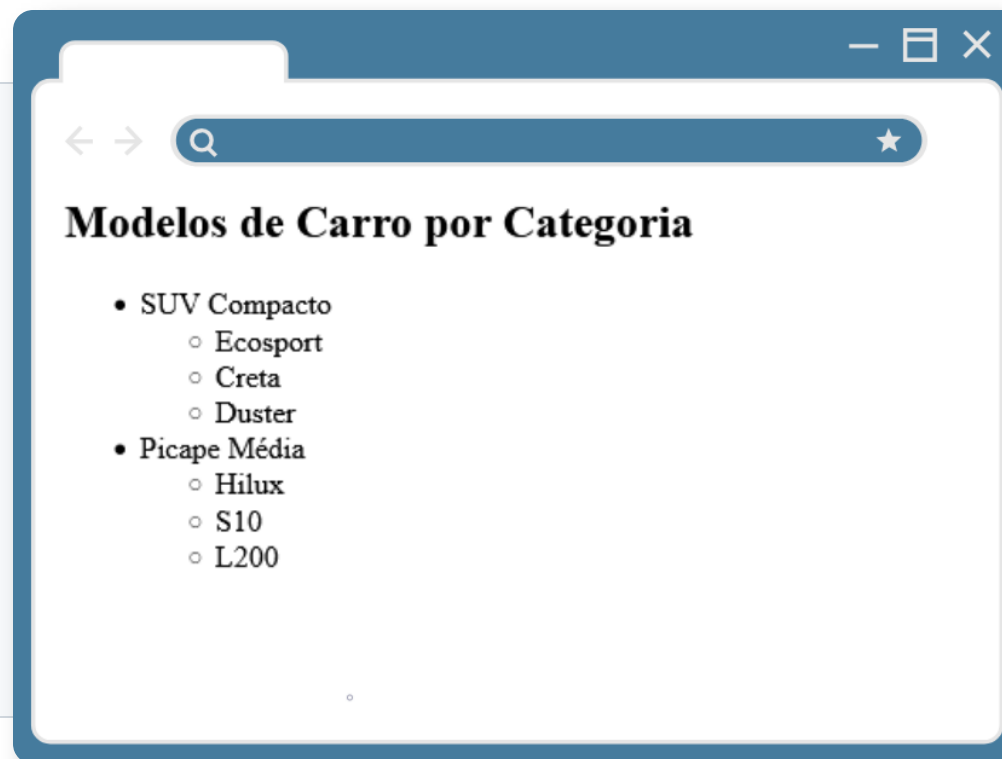 Modelos de Carro por Categoria
SUV Compacto
Ecosport
Creta
Duster
Picape Média
Hilux
S10
L200